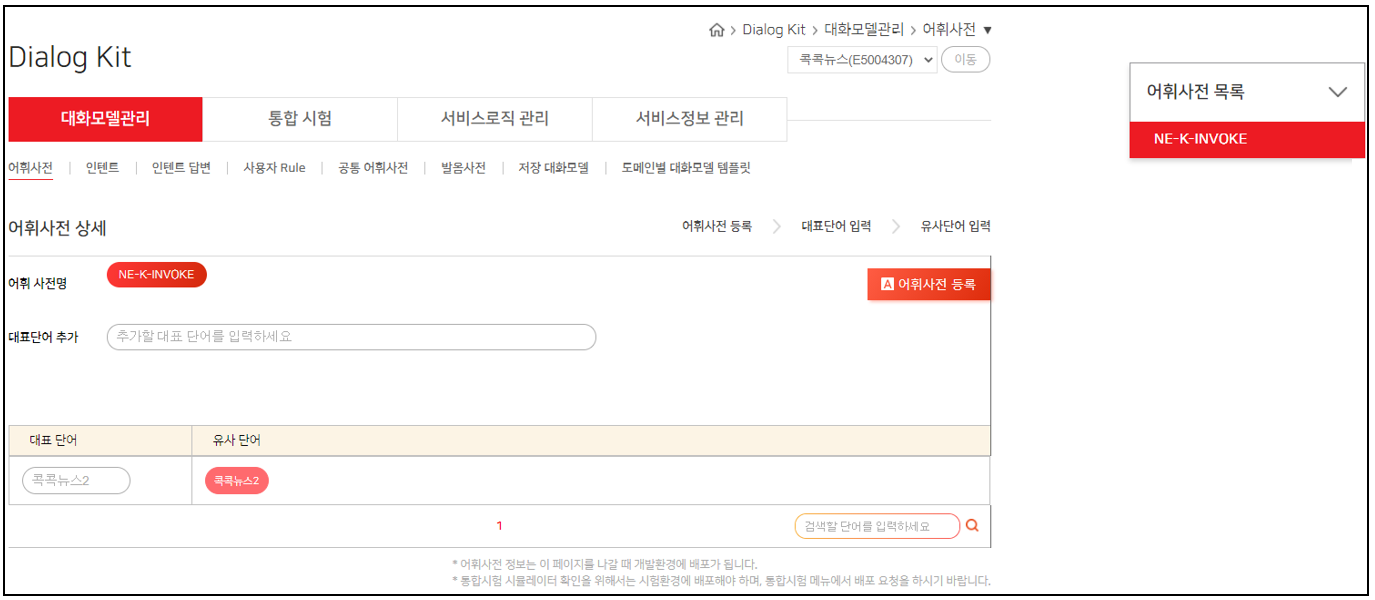 Dialog Kit > 대화모델관리 > 어휘사전 ▼
Dialog Kit
콕콕뉴스(E5004307) 이동
어휘사전 목록
NE-K-INVOKE
대화모델관리 통합 시험 서비스로직 관리 서비스정보 관리
어휘사전 | 인텐트 | 인텐트 답변 | 사용자 Rule | 공통 어휘사전 | 발음사전 | 저장 대화모델 | 도메인별 대화모델 템플릿
어휘사전 상세
어휘사전 등록 > 대표단어 입력 > 유사단어 입력
어휘 사전명 NE-K-INVOKE
A 어휘사전 등록
대표단어 추가 추가할 대표 단어를 입력하세요
대표 단어 유사 단어
콕콕뉴스2 콕콕뉴스2
1 검색할 단어를 입력하세요
* 어휘사전 정보는 이 페이지를 나갈 때 개발환경에 배포가 됩니다.
* 통합시험 시뮬레이터 확인을 위해서는 시험환경에 배포해야 하며, 통합시험 메뉴에서 배포 요청을 하시기 바랍니다.